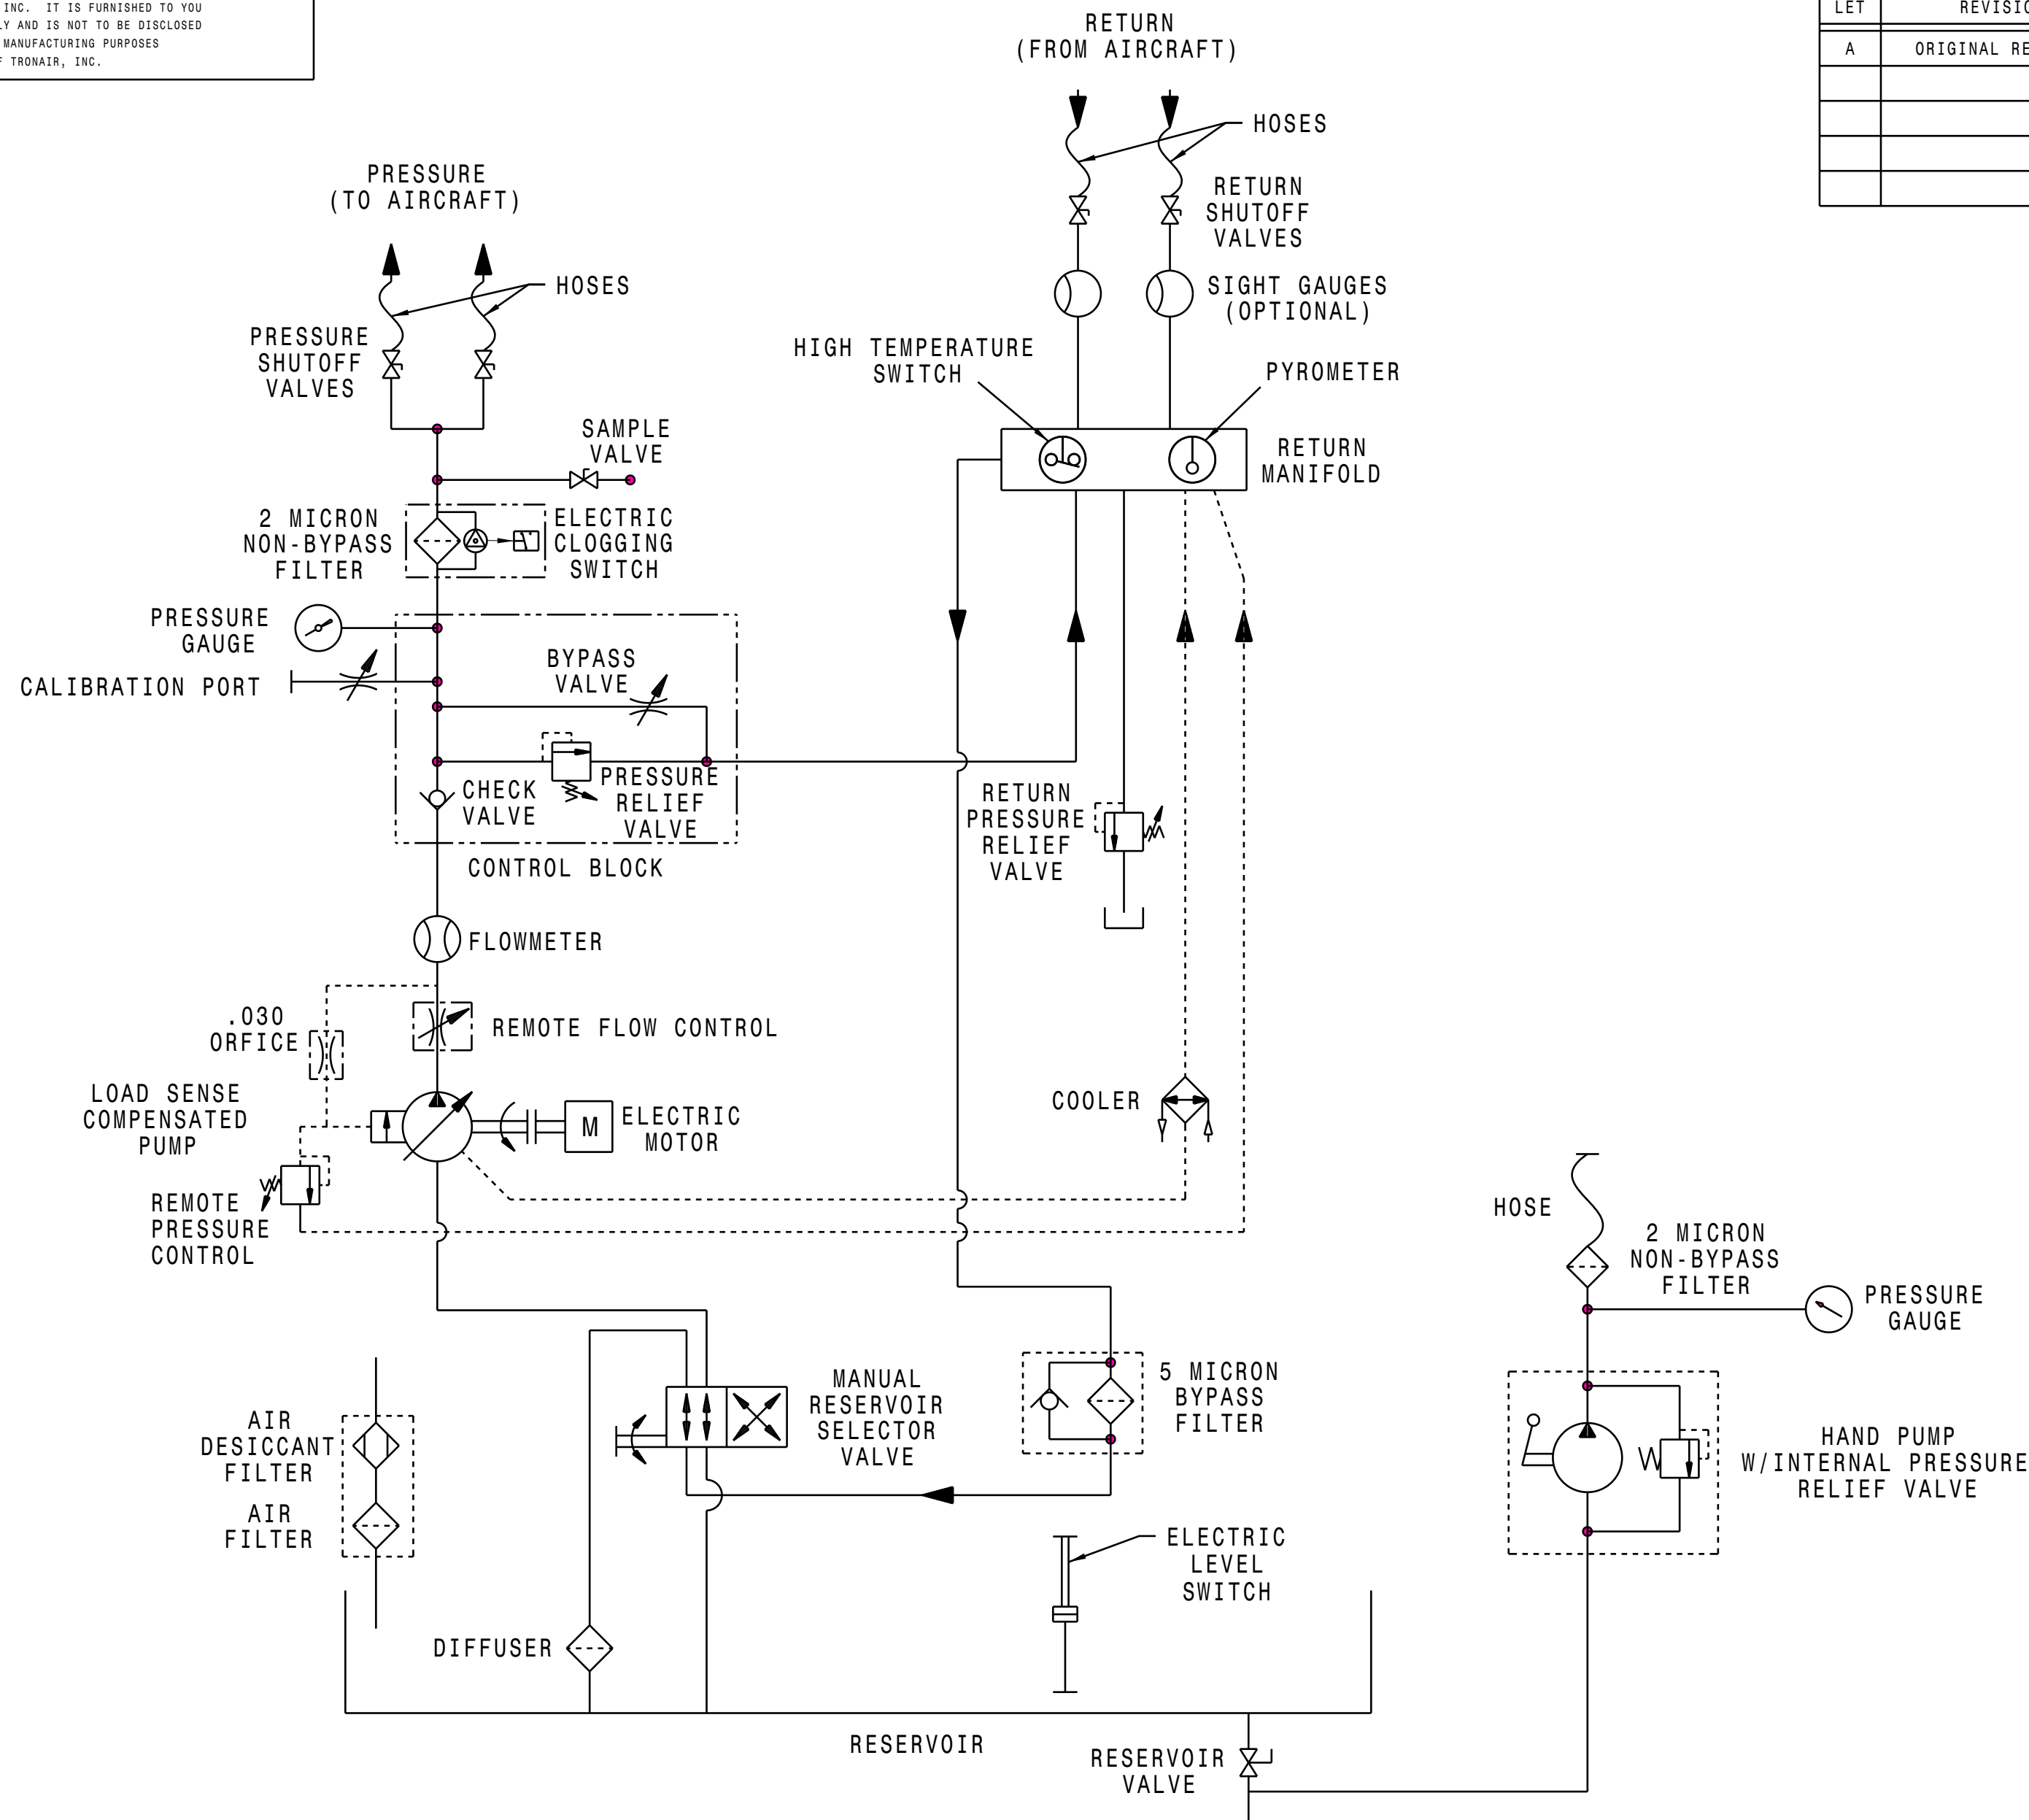 INC. IT IS FURNISHED TO YOU
AND IS NOT TO BE DISCLOSED
MANUFACTURING PURPOSES
TRONAIR, INC.
LET
A ORIGINAL
RETURN
(FROM AIRCRAFT)
HOSES
RETURN
SHUTOFF
VALVES
SIGHT GAUGES
(OPTIONAL)
HIGH TEMPERATURE
SWITCH
PYROMETER
RETURN
MANIFOLD
PRESSURE
(TO AIRCRAFT)
HOSES
PRESSURE
SHUTOFF
VALVES
SAMPLE
VALVE
2 MICRON
NON-BYPASS
FILTER
ELECTRIC
CLOGGING
SWITCH
PRESSURE
GAUGE
CALIBRATION PORT
BYPASS
VALVE
CHECK
VALVE
PRESSURE
RELIEF
VALVE
CONTROL BLOCK
RETURN
PRESSURE
RELIEF
VALVE
FLOWMETER
.030
ORFICE
REMOTE FLOW CONTROL
LOAD SENSE
COMPENSATED
PUMP
M
ELECTRIC
MOTOR
COOLER
REMOTE
PRESSURE
CONTROL
HOSE
2 MICRON
NON-BYPASS
FILTER
PRESSURE
GAUGE
MANUAL
RESERVOIR
SELECTOR
VALVE
5 MICRON
BYPASS
FILTER
AIR
DESICCANT
FILTER
AIR
FILTER
HAND PUMP
W/INTERNAL PRESSURE
RELIEF VALVE
ELECTRIC
LEVEL
SWITCH
DIFFUSER
RESERVOIR
RESERVOIR
VALVE